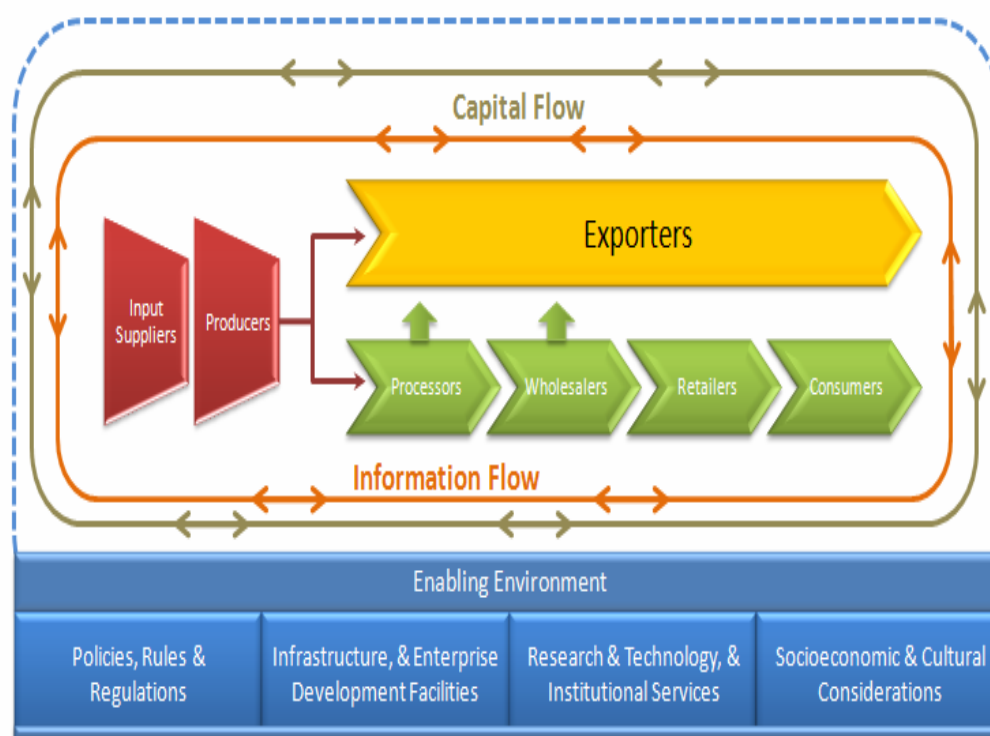 Capital Flow
Exporters
Input
Suppliers
Producers
Processors
Wholesalers
Retailers
Consumers
Information Flow
Enabling Environment
Policies, Rules &
Regulations
Infrastructure, & Enterprise
Development Facilities
Research & Technology, &
Institutional Services
Socioeconomic & Cultural
Considerations